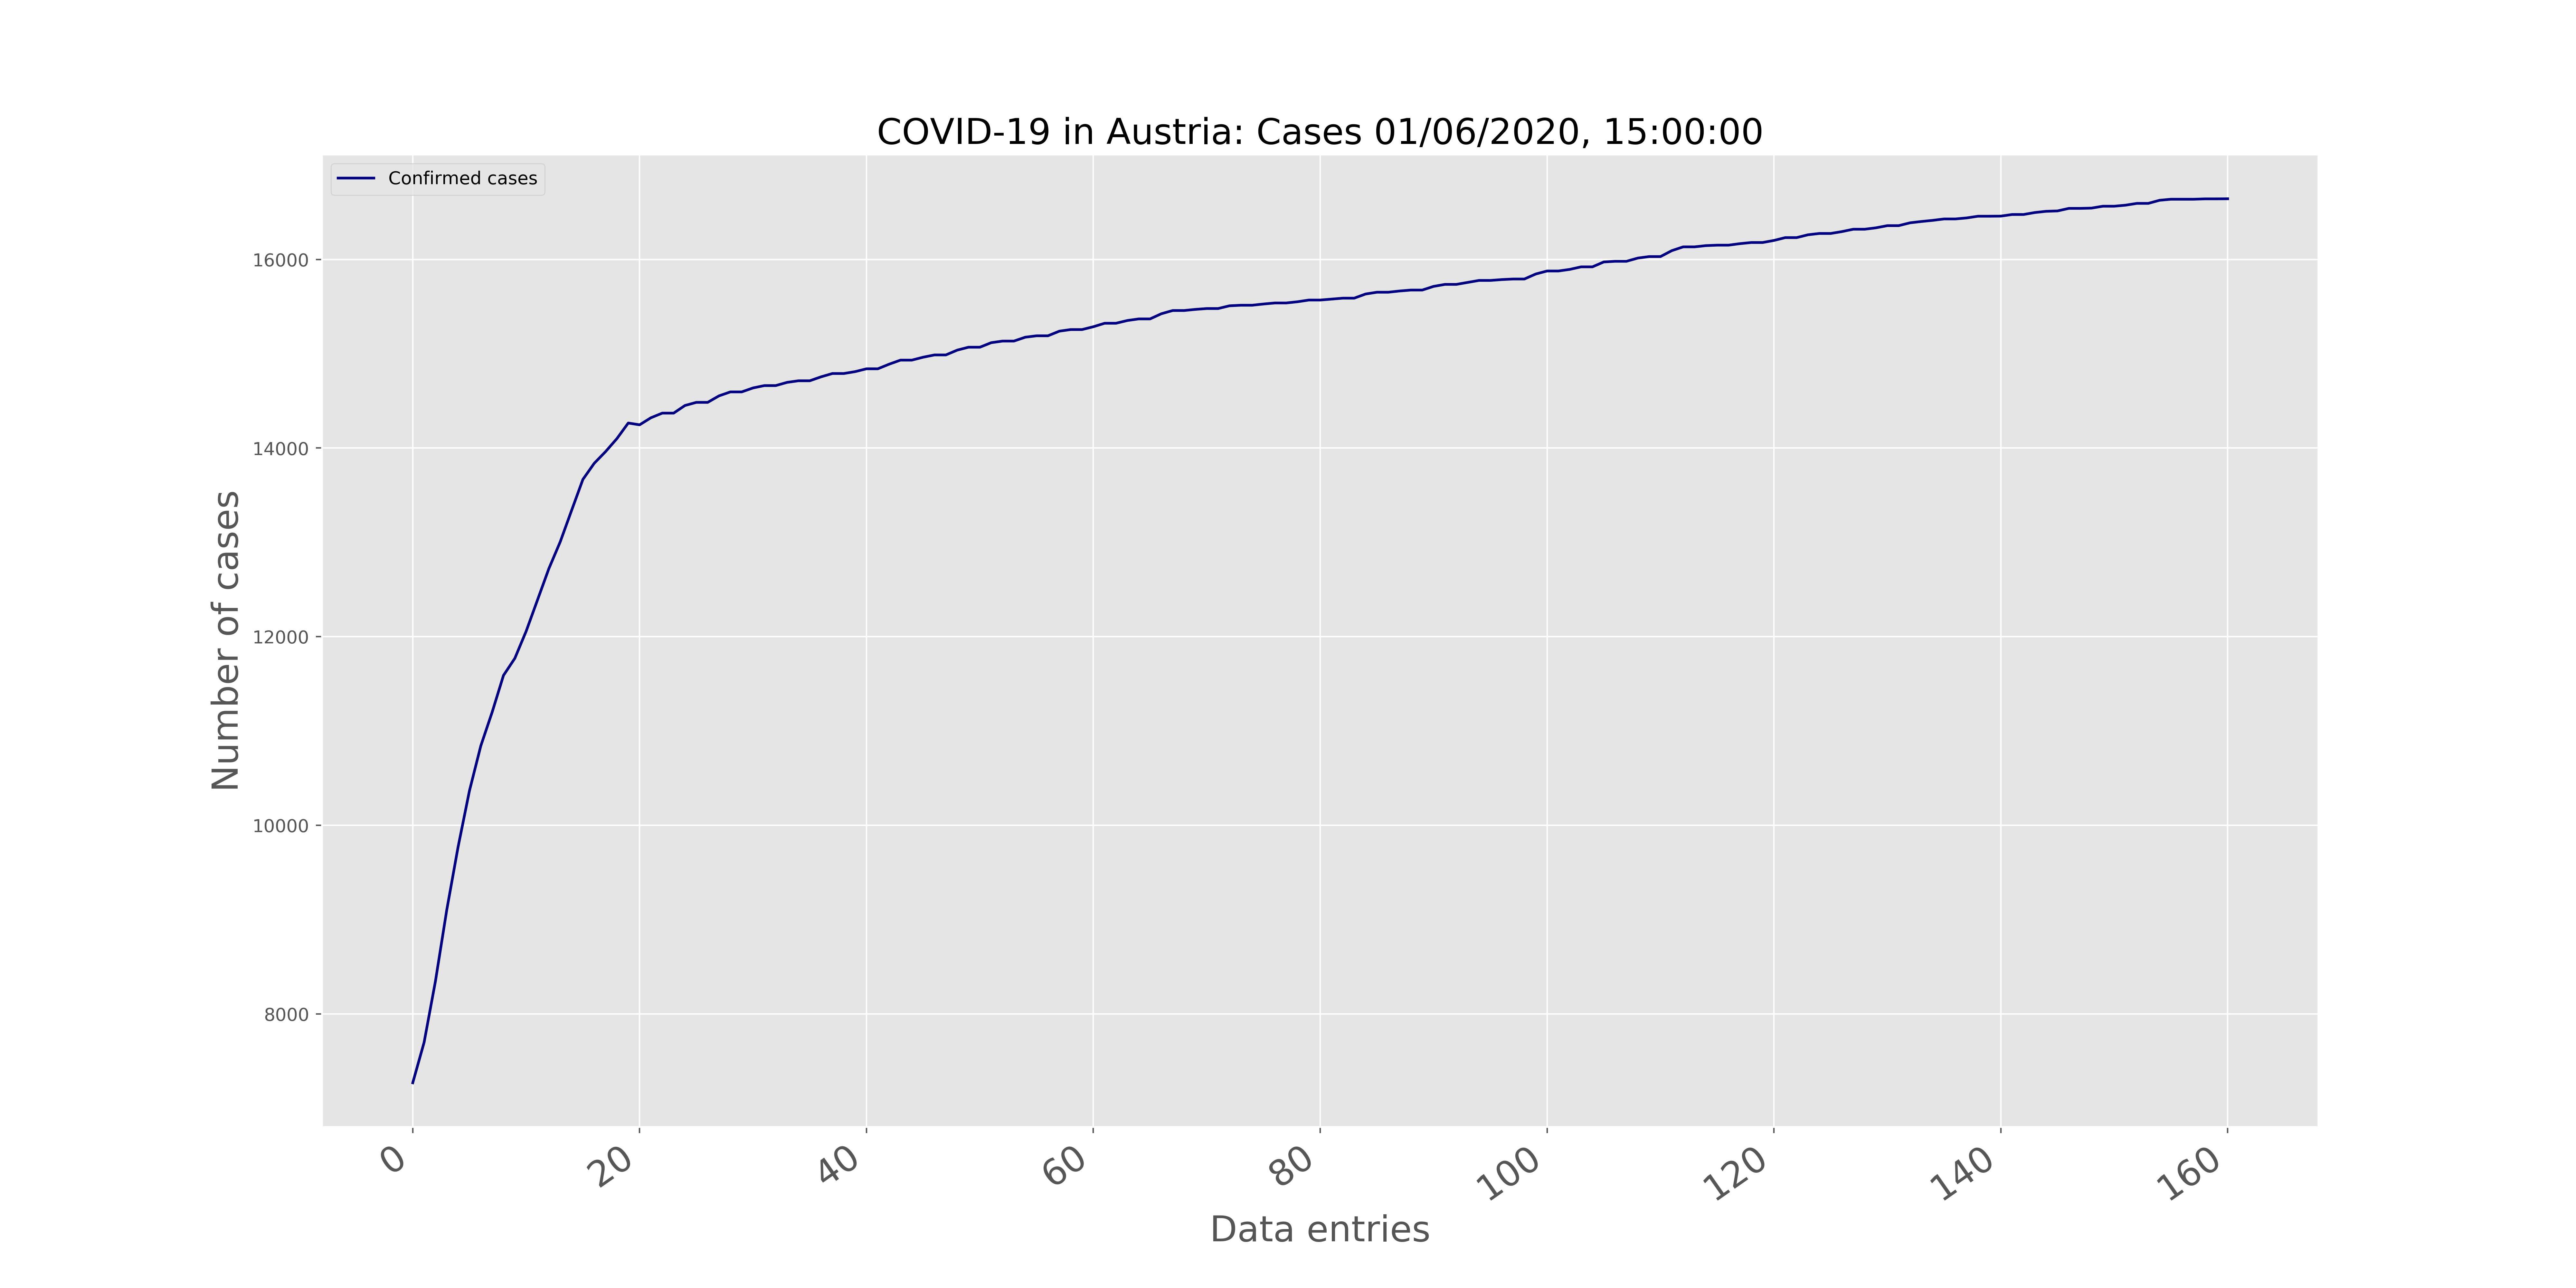 COVID-19 in Austria: Cases 01/06/2020, 15:00:00
Confirmed cases
16000
14000
12000
10000
8000
Number of cases
0 20 40 60 80 100 120 140 160
Data entries